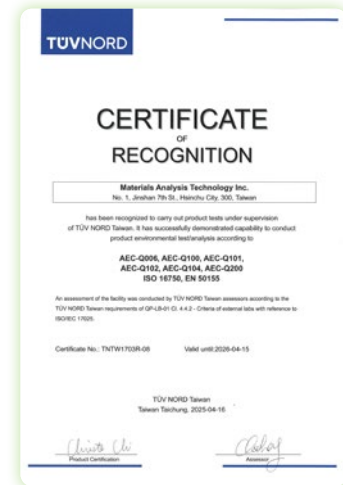 TÜVNORD
CERTIFICATE
OF
RECOGNITION
Materials Analysis Technology Inc.
No. 1, Jinshan 7th St., Hsinchu City, 300, Taiwan
has been recognized to carry out product tests under supervision
of TÜV NORD Taiwan. It has successfully demonstrated capability to conduct
product environmental test/analysis according to
AEC-Q006, AEC-Q100, AEC-Q101,
AEC-Q102, AEC-Q104, AEC-Q200
ISO 16750, EN 50155
An assessment of the facility was conducted by TÜV NORD Taiwan assessors according to the
TÜV NORD Taiwan requirements of QP-LB-01 Cl. 4.4.2 - Criteria of external labs with reference to
ISO/IEC 17025.
Certificate No.: TNTW1703R-08 Valid until:2026-04-15
TÜV NORD Taiwan
Taiwan Taichung, 2025-04-16
Product Certification Assessor